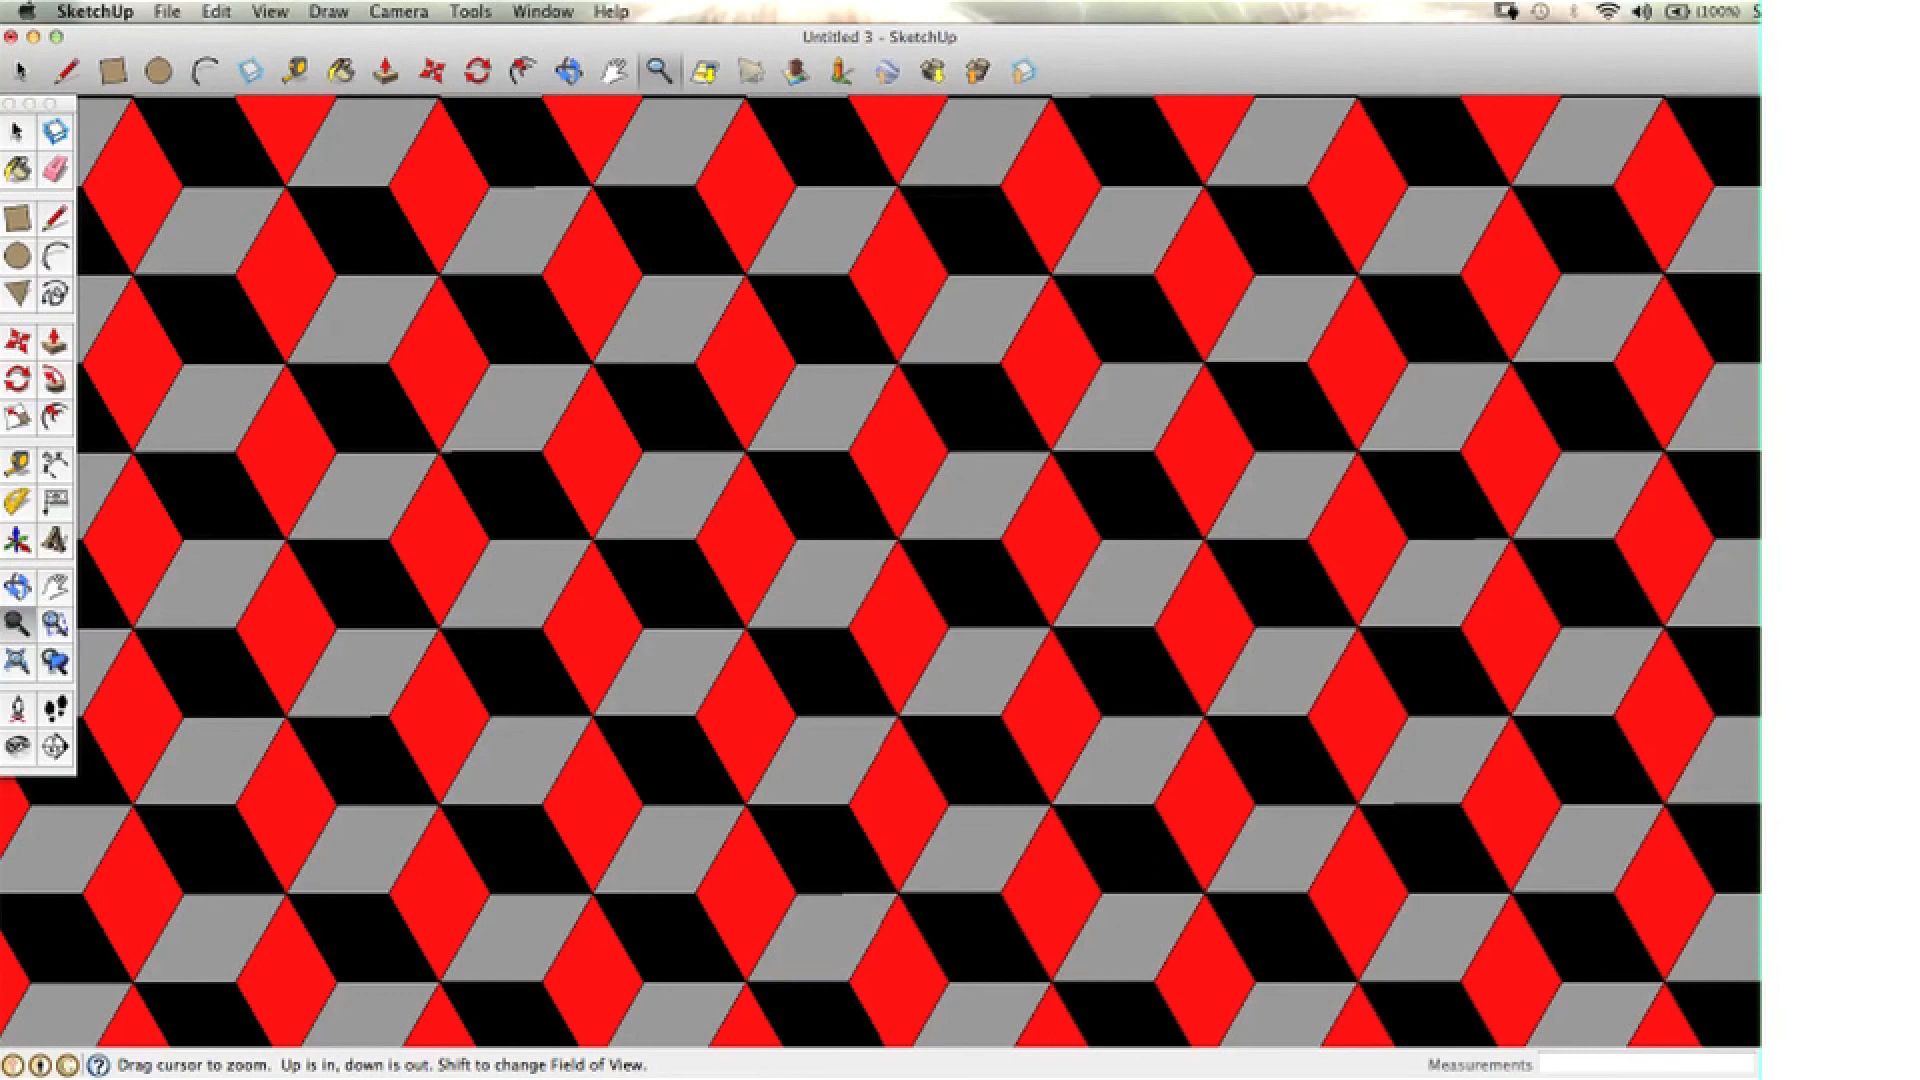 SketchUp File Edit View Draw Camera Tools Window Help (100%) S
Untitled 3 - SketchUp
Drag cursor to zoom. Up is in, down is out. Shift to change Field of View. Measurements